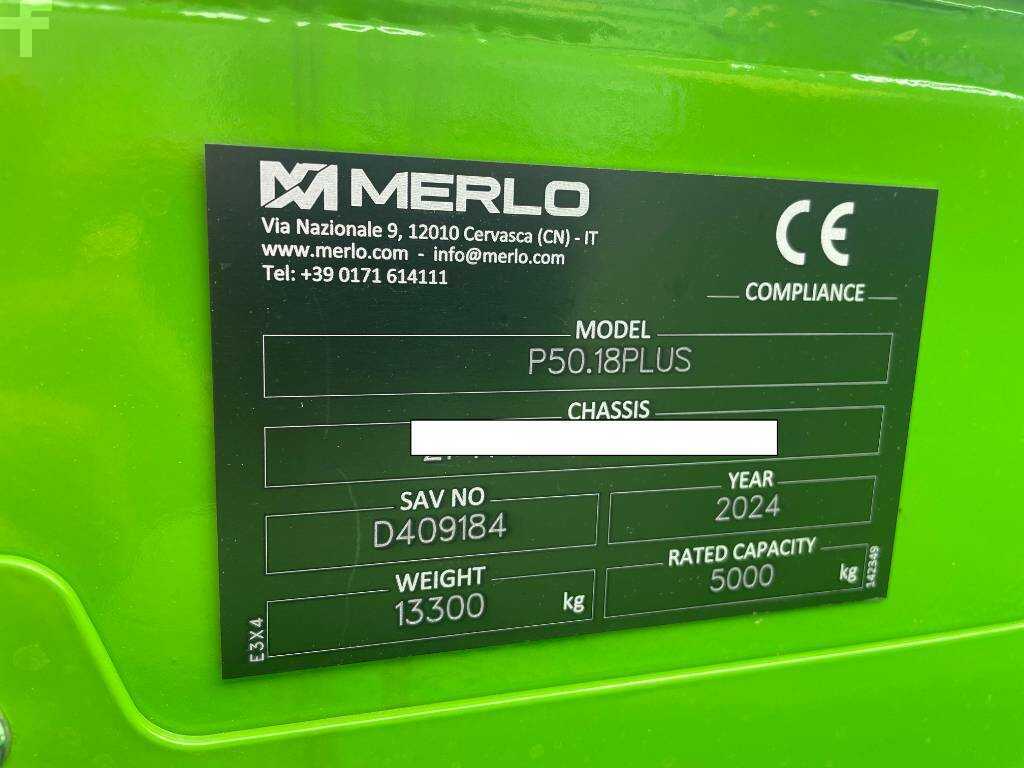 MERLO
Via Nazionale 9, 12010 Cervasca (CN) - IT
www.merlo.com - info@merlo.com
Tel: +39 0171 614111
CE
COMPLIANCE
MODEL
P50.18PLUS
CHASSIS
SAV NO
D409184
YEAR
2024
WEIGHT
13300 kg
RATED CAPACITY
5000 kg
E3X4
142349